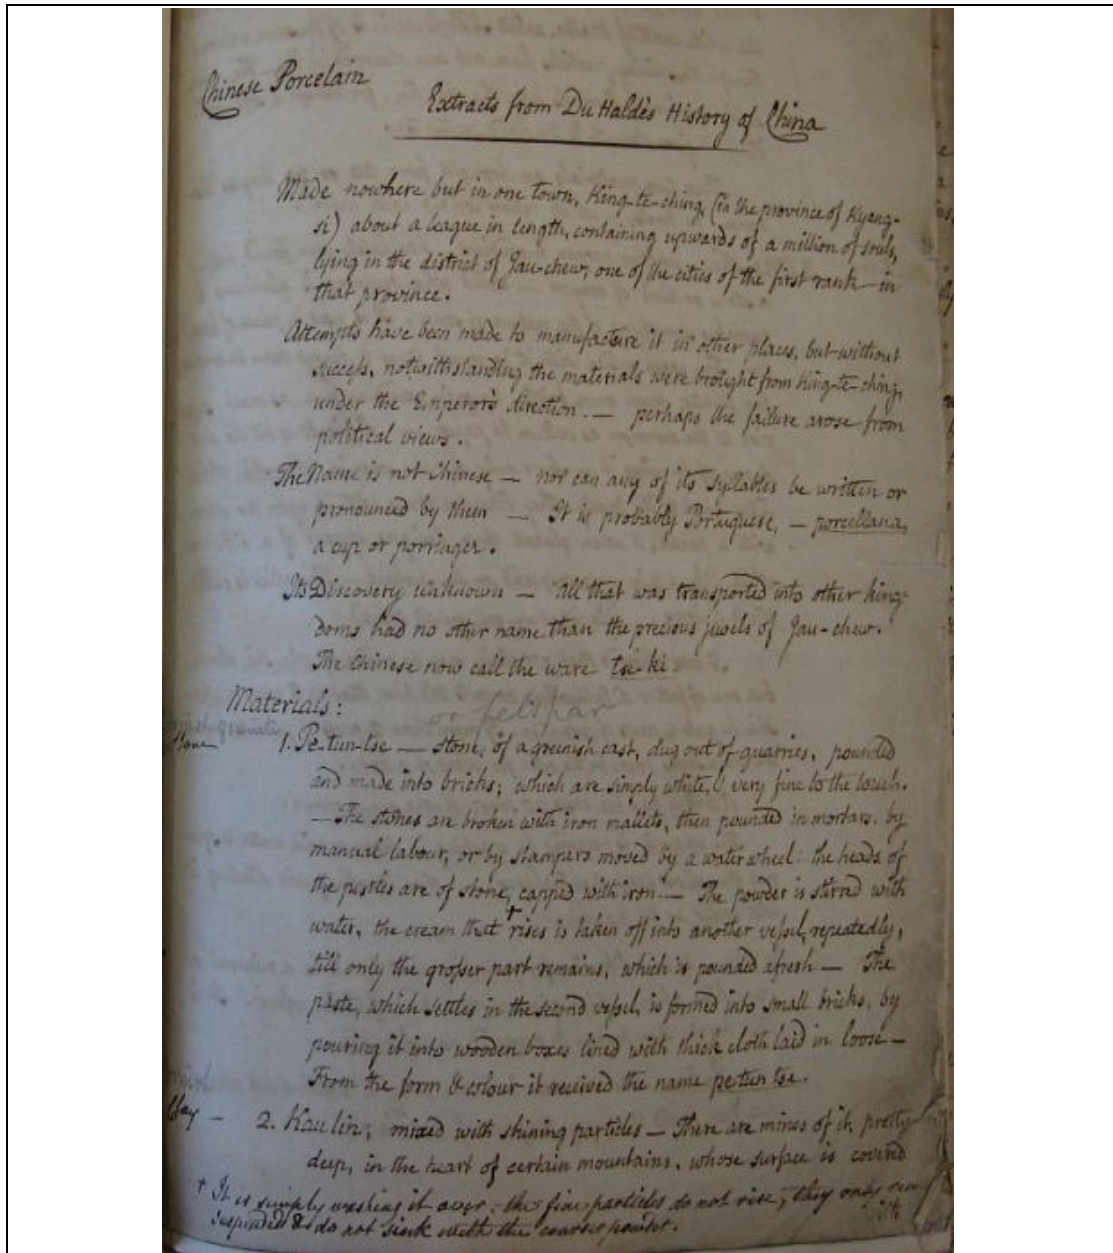 Chinese Porcelain
Extracts from Du Halde's History of China
Made nowhere but in one town, King-te-ching, (in the province of Kyang-
si) about a league in length, containing upwards of a million of souls,
lying in the district of Jau-chew, one of the cities of the first rank in
that province.
Attempts have been made to manufacture it in other places, but without
success, notwithstanding the materials were brought from King-te-ching,
under the Emperor's direction. — perhaps the failure arose from
political views.
The Name is not Chinese — nor can any of its syllables be written or
pronounced by them — It is probably Portuguese, — porcellana,
a cup or porringer.
Its Discovery unknown — all that was transported into other king-
doms had no other name than the precious jewels of Jau-chew.
The Chinese now call the ware tse-ki
Materials:
or felspar
Stone
1. Pe-tun-tse — stone, of a greenish cast, dug out of quarries, pounded
and made into bricks; which are simply white, & very fine to the touch.
— The stones are broken with iron mallets, then pounded in mortars, by
manual labour, or by stampers moved by a water wheel: the heads of
the pestles are of stone, capped with iron. — The powder is stirred with
water, the cream that † rises is taken off into another vessel, repeatedly,
till only the grosser part remains, which is pounded afresh — The
paste, which settles in the second vessel, is formed into small bricks, by
pouring it into wooden boxes lined with thick cloth laid in loose —
From the form & colour it received the name pe tun tse.
Clay —
2. Kau lin, mixed with shining particles — There are mines of it, pretty
deep, in the heart of certain mountains, whose surface is covered
† It is simply washing it over, the fine particles do not rise, they only
suspended & do not sink with the coarser powder.